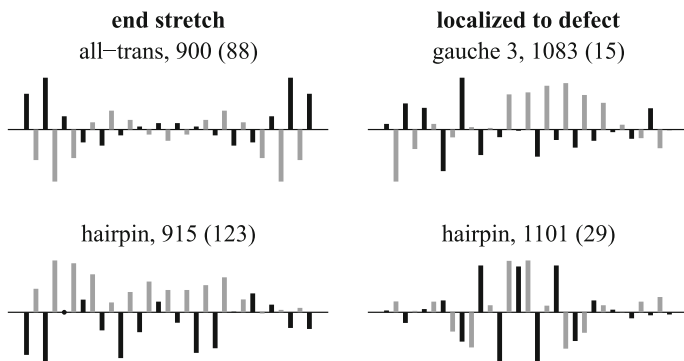 end stretch
all−trans, 900 (88)
localized to defect
gauche 3, 1083 (15)
hairpin, 915 (123)
hairpin, 1101 (29)